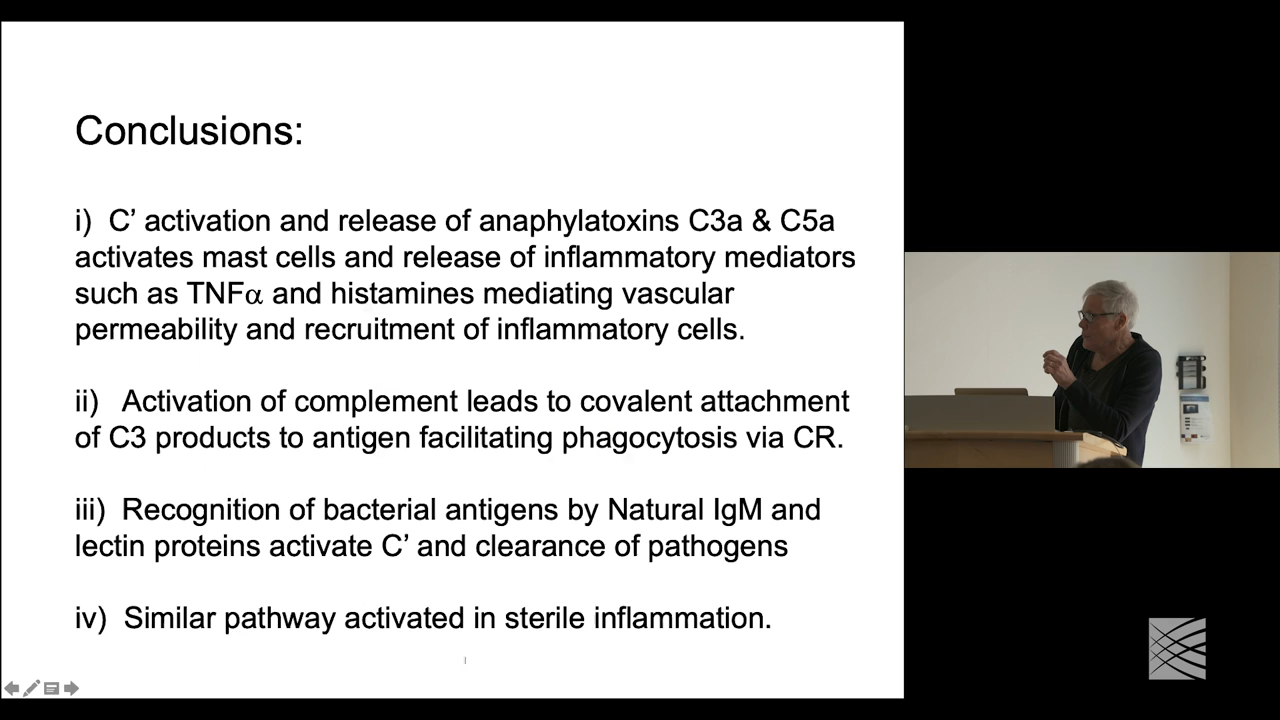 Conclusions:
i) C’ activation and release of anaphylatoxins C3a & C5a
activates mast cells and release of inflammatory mediators
such as TNFα and histamines mediating vascular
permeability and recruitment of inflammatory cells.
ii) Activation of complement leads to covalent attachment
of C3 products to antigen facilitating phagocytosis via CR.
iii) Recognition of bacterial antigens by Natural IgM and
lectin proteins activate C’ and clearance of pathogens
iv) Similar pathway activated in sterile inflammation.